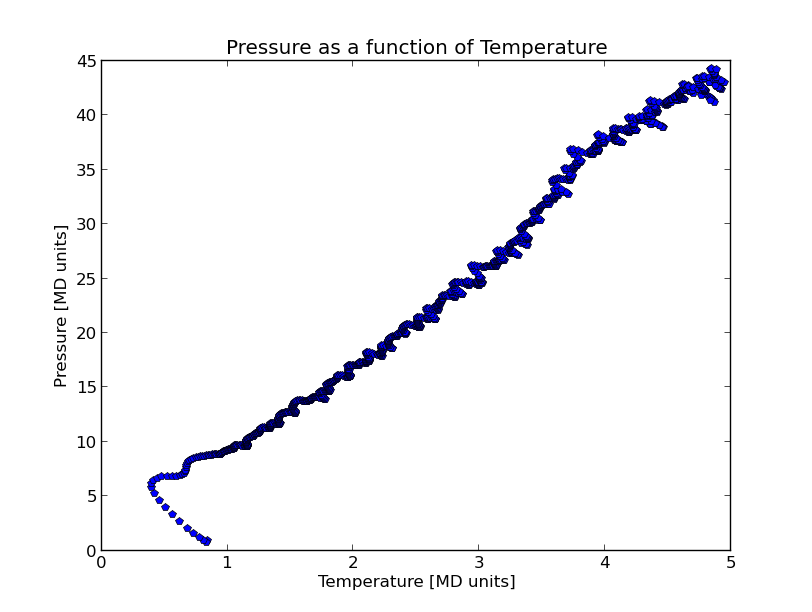 Pressure as a function of Temperature
45
40
35
30
25
20
15
10
5
0
Pressure [MD units]
0 1 2 3 4 5
Temperature [MD units]